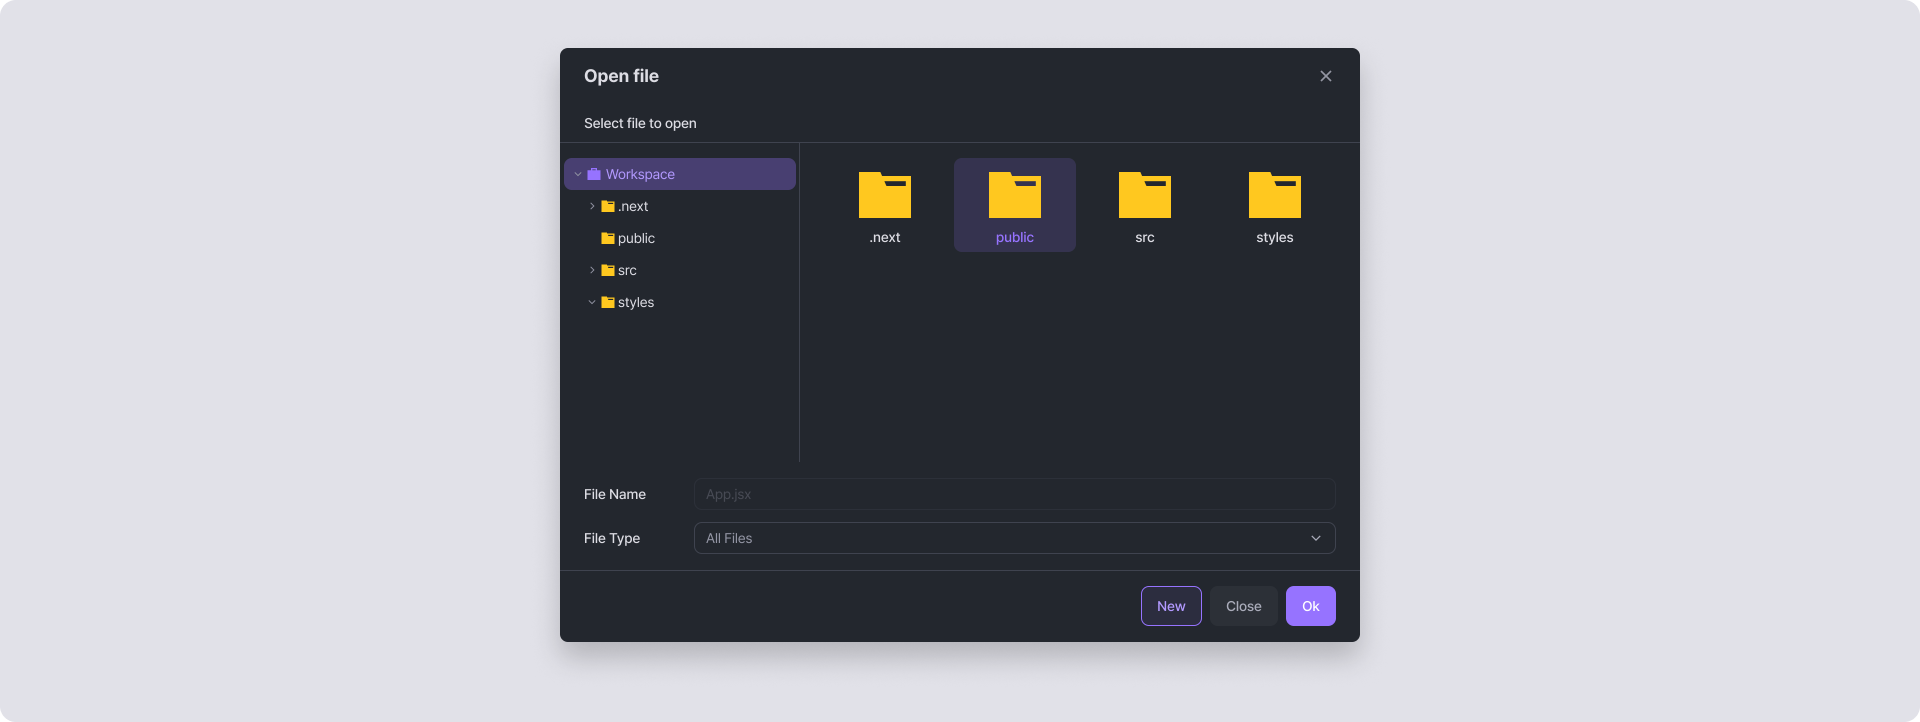 Open file
Select file to open
Workspace
.next
public
src
styles
.next
public
src
styles
File Name
App.jsx
File Type
All Files
New
Close
Ok